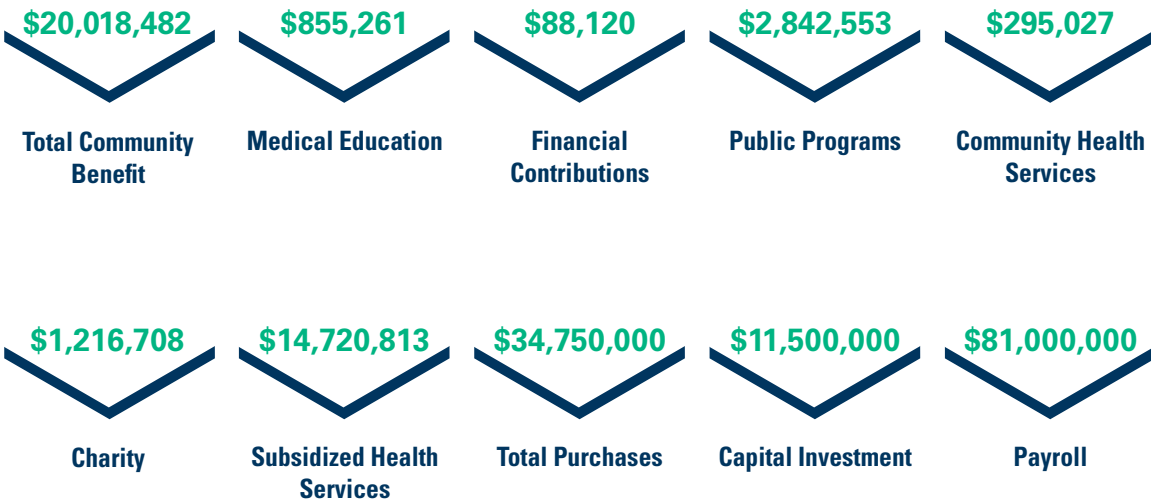 $20,018,482
$855,261
$88,120
$2,842,553
$295,027
Total Community
Benefit
Medical Education
Financial
Contributions
Public Programs
Community Health
Services
$1,216,708
$14,720,813
$34,750,000
$11,500,000
$81,000,000
Charity
Subsidized Health
Services
Total Purchases
Capital Investment
Payroll